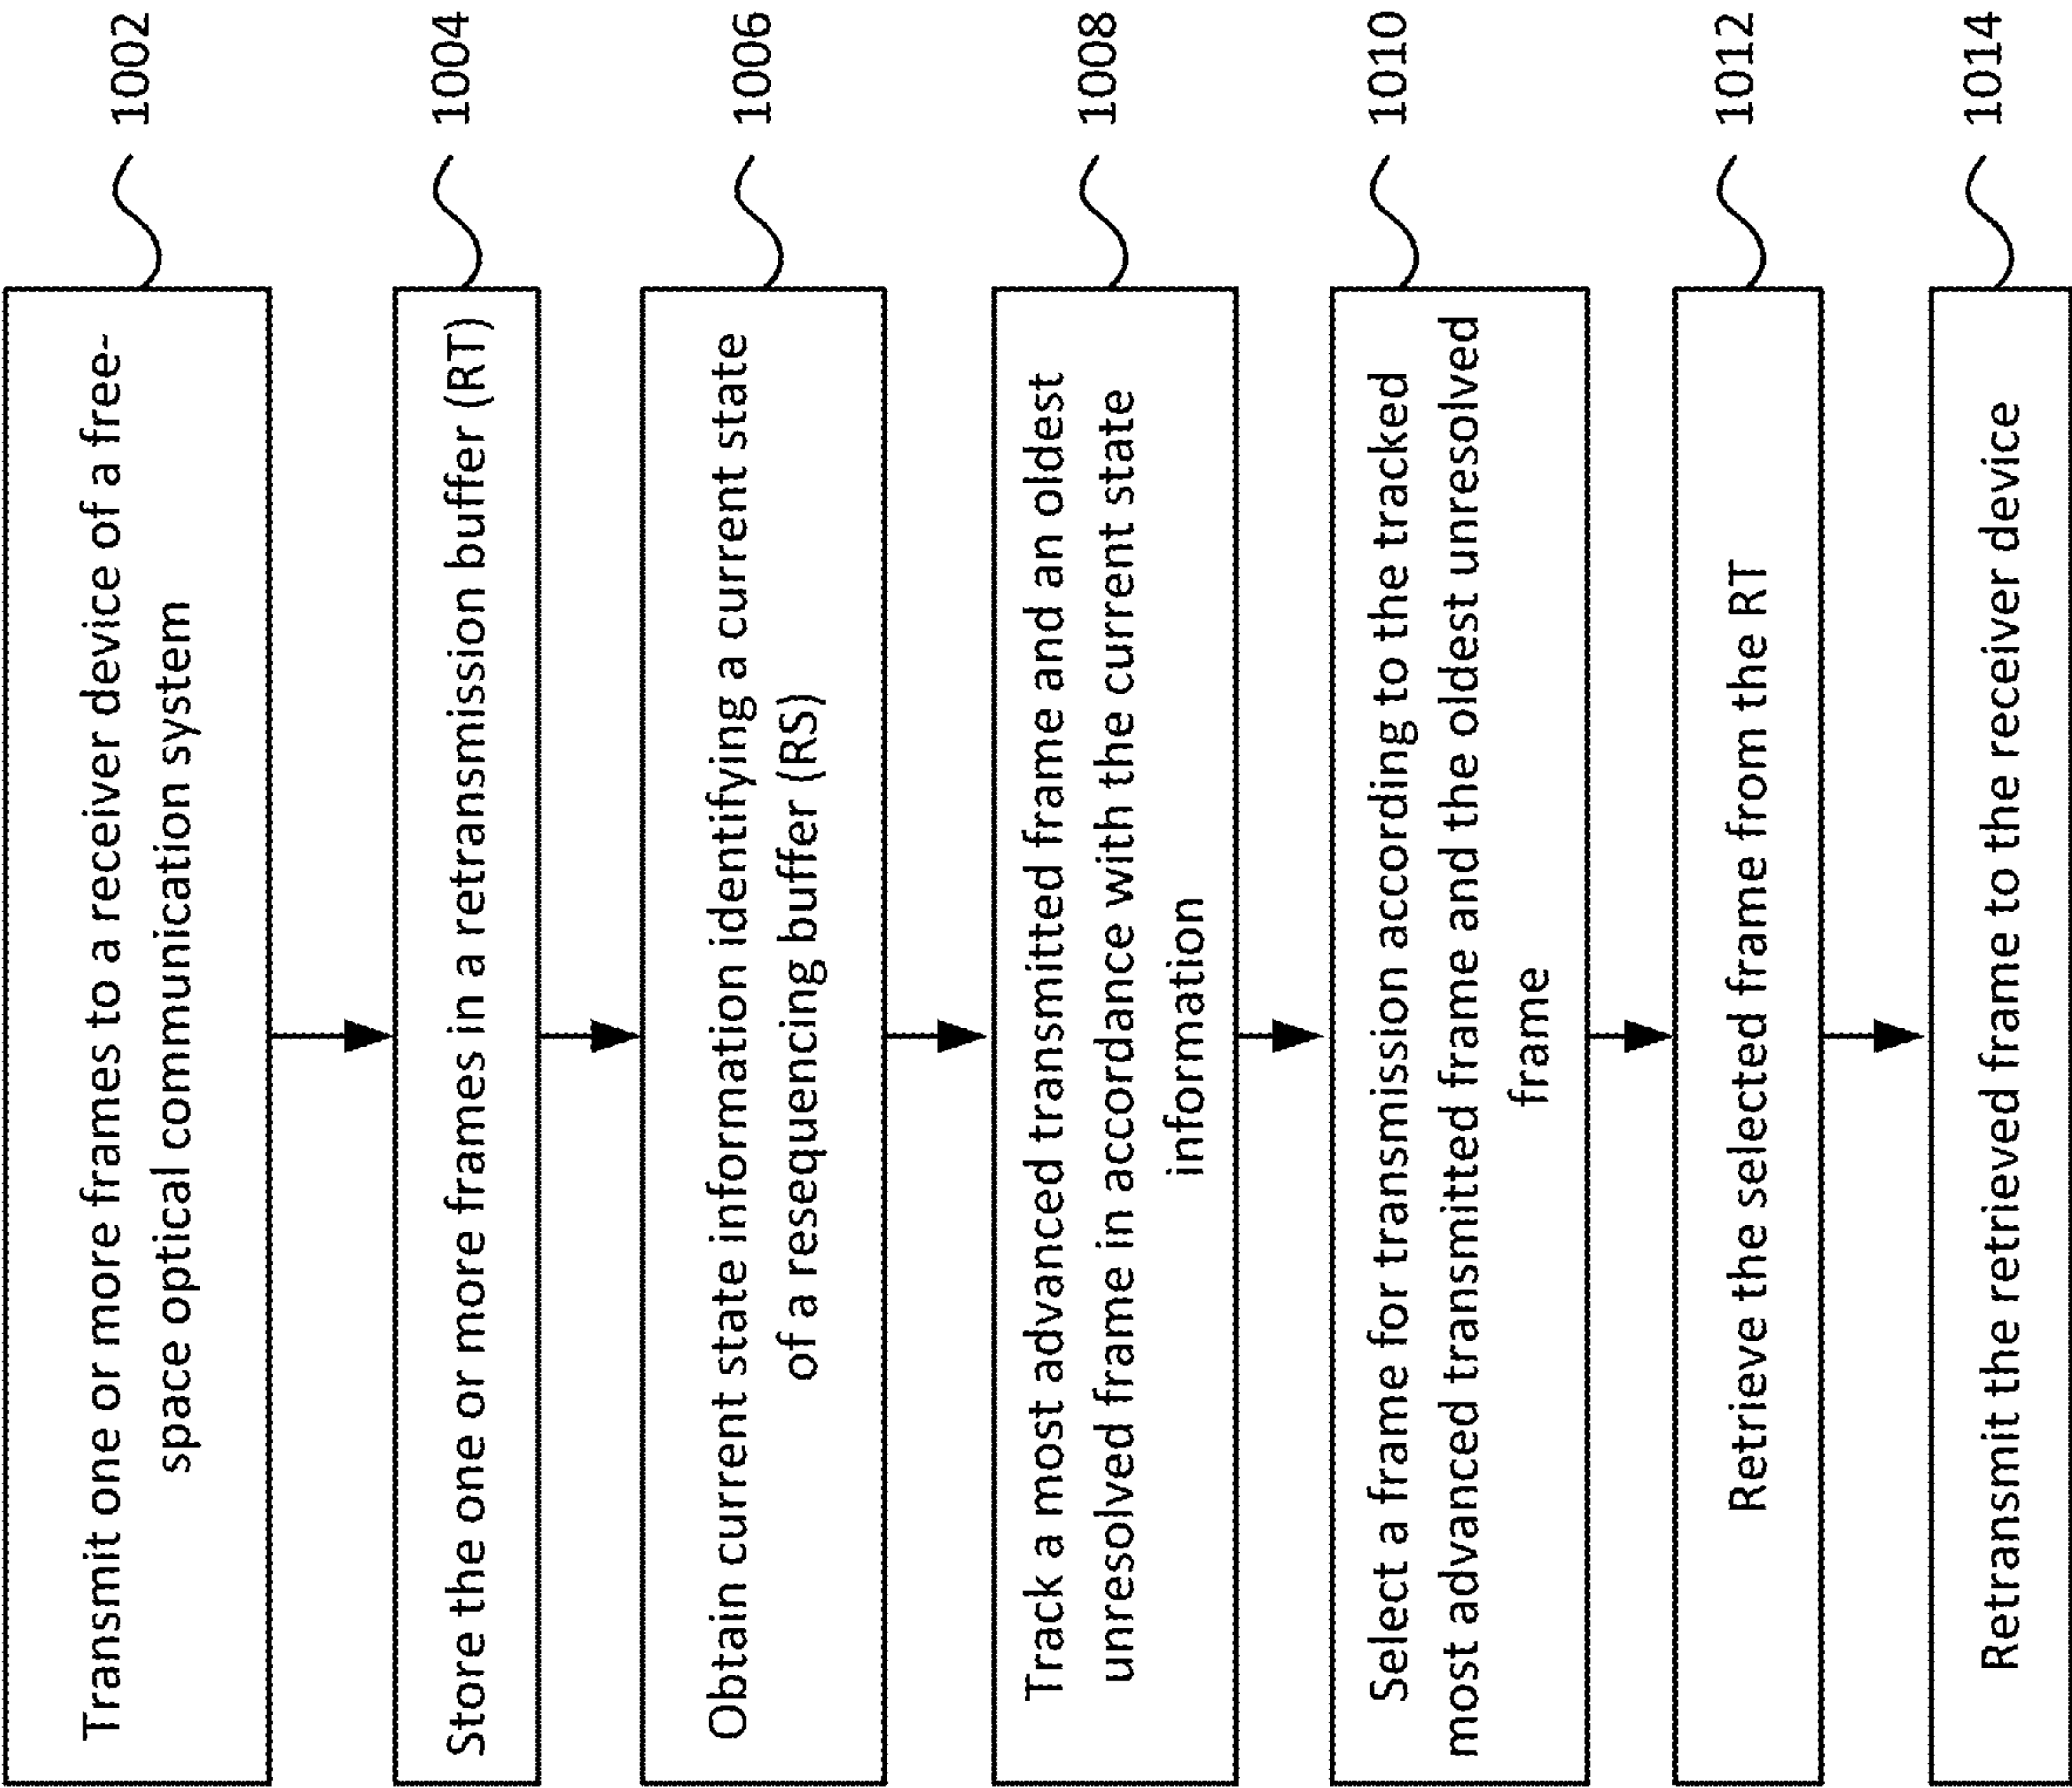 Transmit one or more frames to a receiver device of a free-
space optical communication system
1002
Store the one or more frames in a retransmission buffer (RT)
1004
Obtain current state information identifying a current state
of a resequencing buffer (RS)
1006
Track a most advanced transmitted frame and an oldest
unresolved frame in accordance with the current state
information
1008
Select a frame for transmission according to the tracked
most advanced transmitted frame and the oldest unresolved
frame
1010
Retrieve the selected frame from the RT
1012
Retransmit the retrieved frame to the receiver device
1014